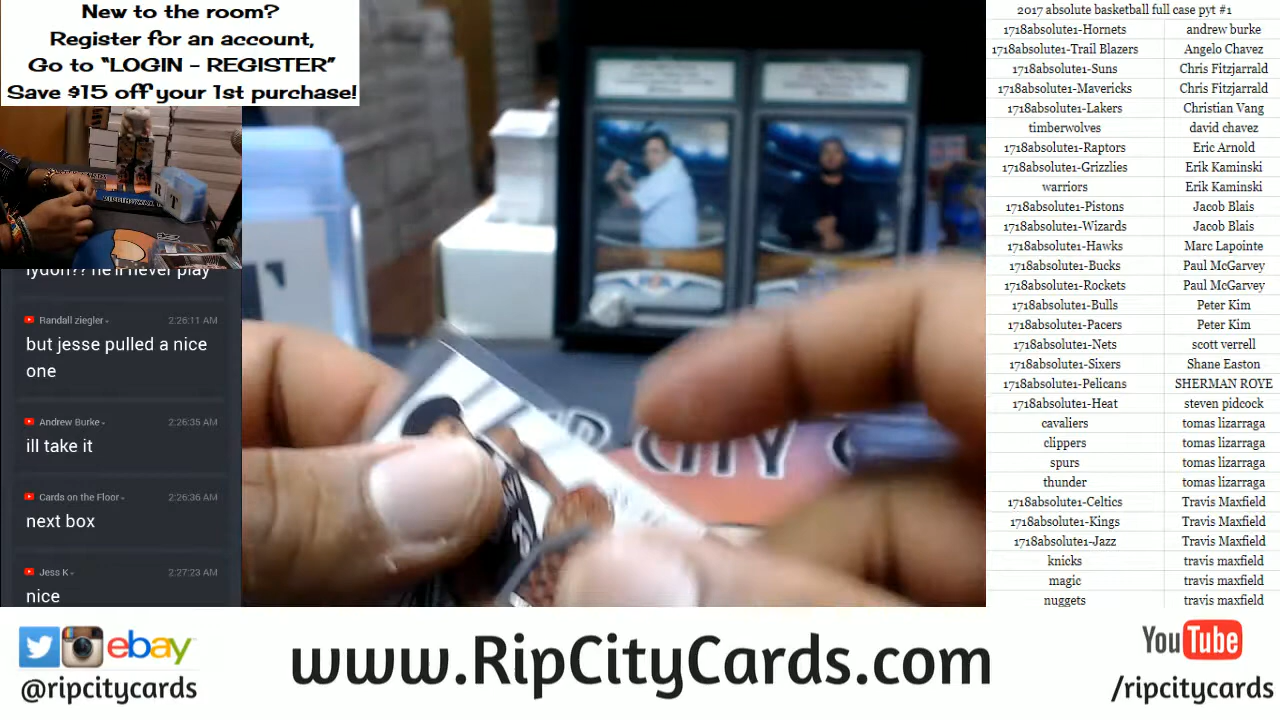 New to the room?
Register for an account,
Go to “LOGIN - REGISTER”
Save $15 off your 1st purchase!
lydon?? he'll never play
Randall ziegler 2:26:11 AM
but jesse pulled a nice
one
Andrew Burke 2:26:35 AM
ill take it
Cards on the Floor 2:26:36 AM
next box
Jess K 2:27:23 AM
nice
CITY
2017 absolute basketball full case pyt #1
1718absolute1-Hornets andrew burke
1718absolute1-Trail Blazers Angelo Chavez
1718absolute1-Suns Chris Fitzjarrald
1718absolute1-Mavericks Chris Fitzjarrald
1718absolute1-Lakers Christian Vang
timberwolves david chavez
1718absolute1-Raptors Eric Arnold
1718absolute1-Grizzlies Erik Kaminski
warriors Erik Kaminski
1718absolute1-Pistons Jacob Blais
1718absolute1-Wizards Jacob Blais
1718absolute1-Hawks Marc Lapointe
1718absolute1-Bucks Paul McGarvey
1718absolute1-Rockets Paul McGarvey
1718absolute1-Bulls Peter Kim
1718absolute1-Pacers Peter Kim
1718absolute1-Nets scott verrell
1718absolute1-Sixers Shane Easton
1718absolute1-Pelicans SHERMAN ROYE
1718absolute1-Heat steven pidcock
cavaliers tomas lizarraga
clippers tomas lizarraga
spurs tomas lizarraga
thunder tomas lizarraga
1718absolute1-Celtics Travis Maxfield
1718absolute1-Kings Travis Maxfield
1718absolute1-Jazz Travis Maxfield
knicks travis maxfield
magic travis maxfield
nuggets travis maxfield
ebay
@ripcitycards
www.RipCityCards.com
YouTube
/ripcitycards